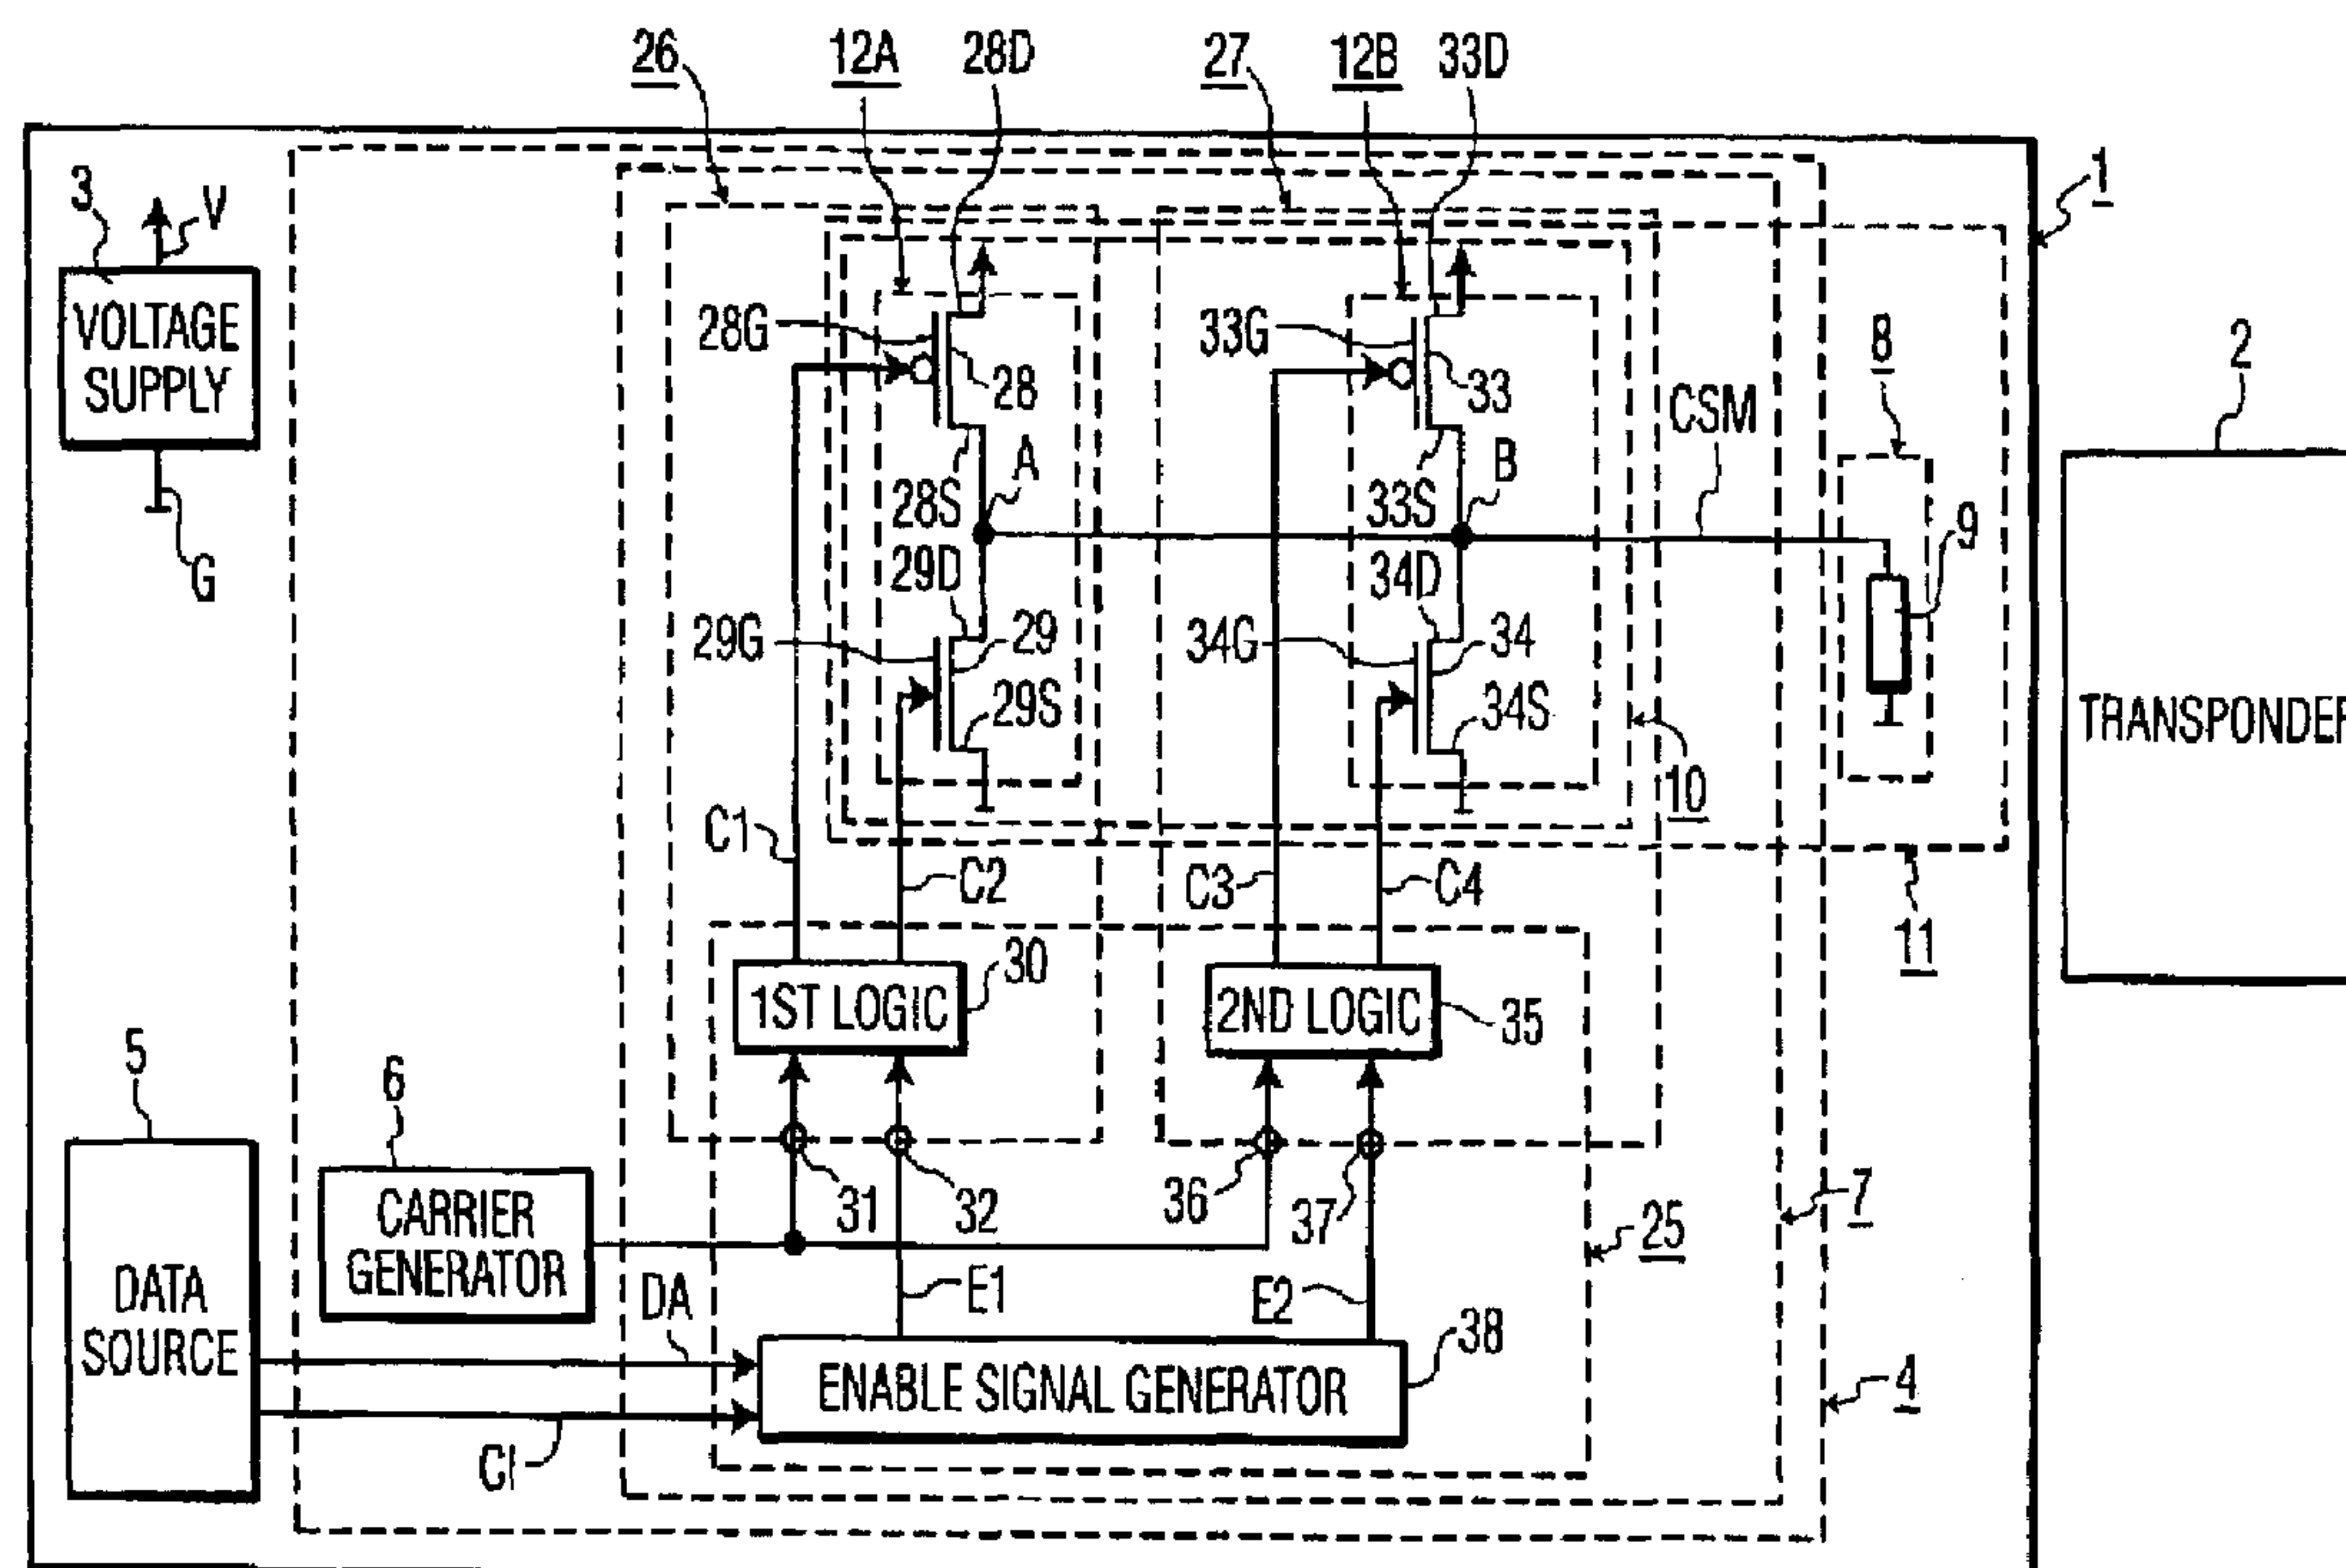 26 12A 28D 27 12B 33D
3 V 1
VOLTAGE
SUPPLY
G
28G 28 33G 33 8 2
CSM
28S A 33S B
29D 34D 9
29G 29 34G 34
29S 34S
TRANSPONDER
10
C1 C2 C3 C4
11
1ST LOGIC 30 2ND LOGIC 35
5 6
31 32 36 37 25 7
CARRIER
GENERATOR
DATA
SOURCE
DA E1 E2 38
ENABLE SIGNAL GENERATOR
4
CI